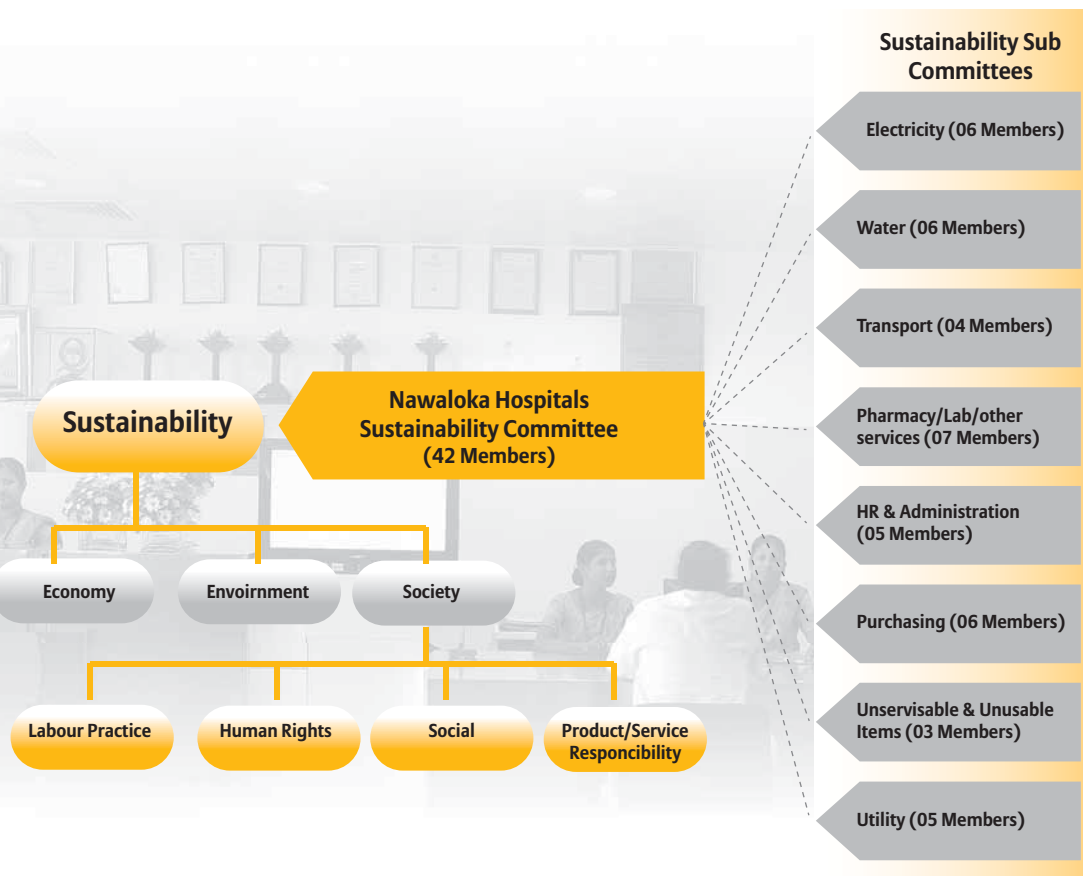 Sustainability Sub
Committees
Electricity (06 Members)
Water (06 Members)
Transport (04 Members)
Pharmacy/Lab/other
services (07 Members)
HR & Administration
(05 Members)
Purchasing (06 Members)
Unservisable & Unusable
Items (03 Members)
Utility (05 Members)
Nawaloka Hospitals
Sustainability Committee
(42 Members)
Sustainability
Economy
Envoirnment
Society
Labour Practice
Human Rights
Social
Product/Service
Responcibility